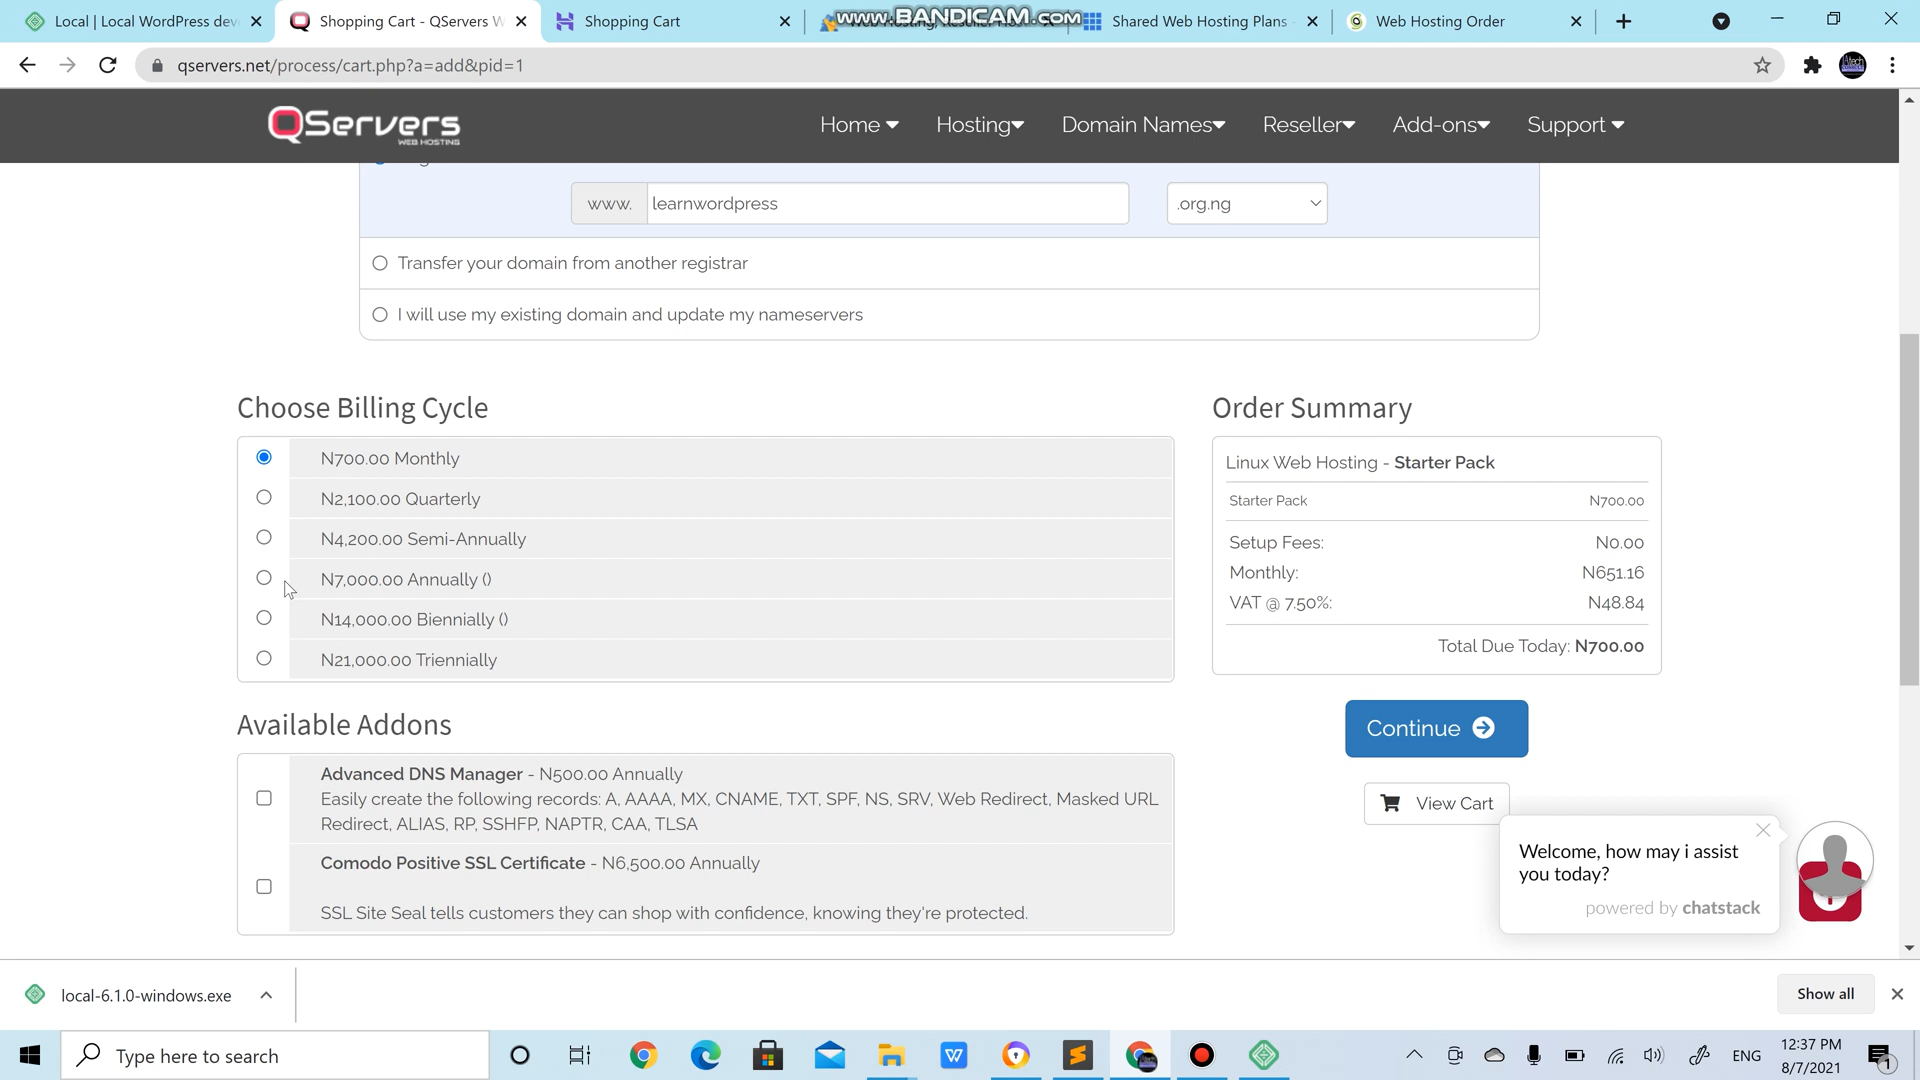 Local | Local WordPress dev
Shopping Cart - QServers W
Shopping Cart
www.BANDICAM.com
Shared Web Hosting Plans -
Web Hosting Order
qservers.net/process/cart.php?a=add&pid=1
QServers
WEB HOSTING
Home
Hosting
Domain Names
Reseller
Add-ons
Support
www.
learnwordpress
.org.ng
Transfer your domain from another registrar
I will use my existing domain and update my nameservers
Choose Billing Cycle
N700.00 Monthly
N2,100.00 Quarterly
N4,200.00 Semi-Annually
N7,000.00 Annually ()
N14,000.00 Biennially ()
N21,000.00 Triennially
Order Summary
Linux Web Hosting - Starter Pack
Starter Pack N700.00
Setup Fees: N0.00
Monthly: N651.16
VAT @ 7.50%: N48.84
Total Due Today: N700.00
Continue
View Cart
Available Addons
Advanced DNS Manager - N500.00 Annually
Easily create the following records: A, AAAA, MX, CNAME, TXT, SPF, NS, SRV, Web Redirect, Masked URL
Redirect, ALIAS, RP, SSHFP, NAPTR, CAA, TLSA
Comodo Positive SSL Certificate - N6,500.00 Annually
SSL Site Seal tells customers they can shop with confidence, knowing they're protected.
Welcome, how may i assist
you today?
powered by chatstack
local-6.1.0-windows.exe
Show all
Type here to search
ENG
12:37 PM
8/7/2021
1